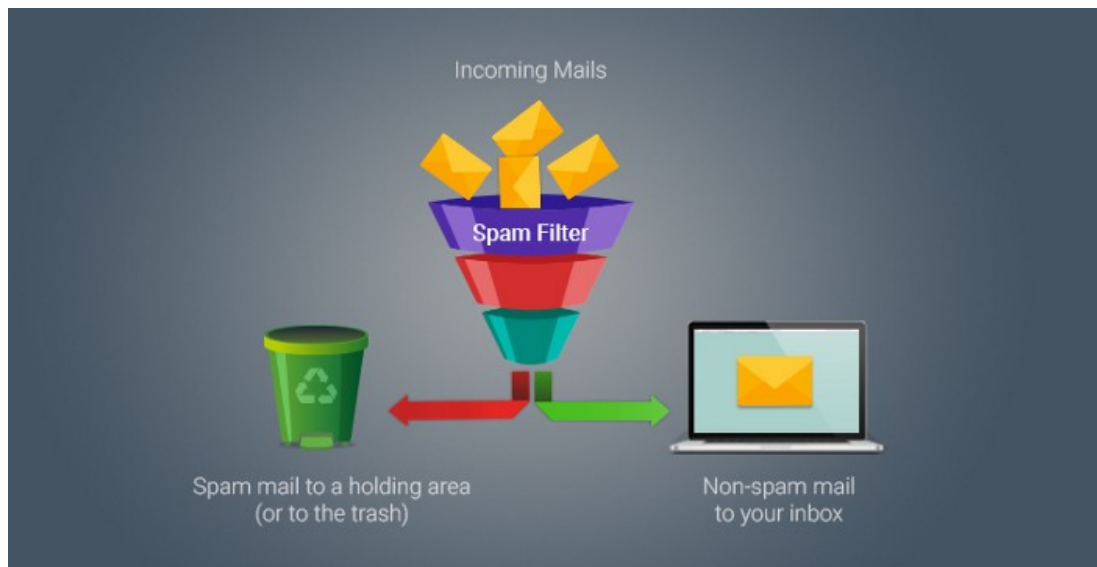 Incoming Mails
Spam Filter
Spam mail to a holding area
(or to the trash)
Non-spam mail
to your inbox